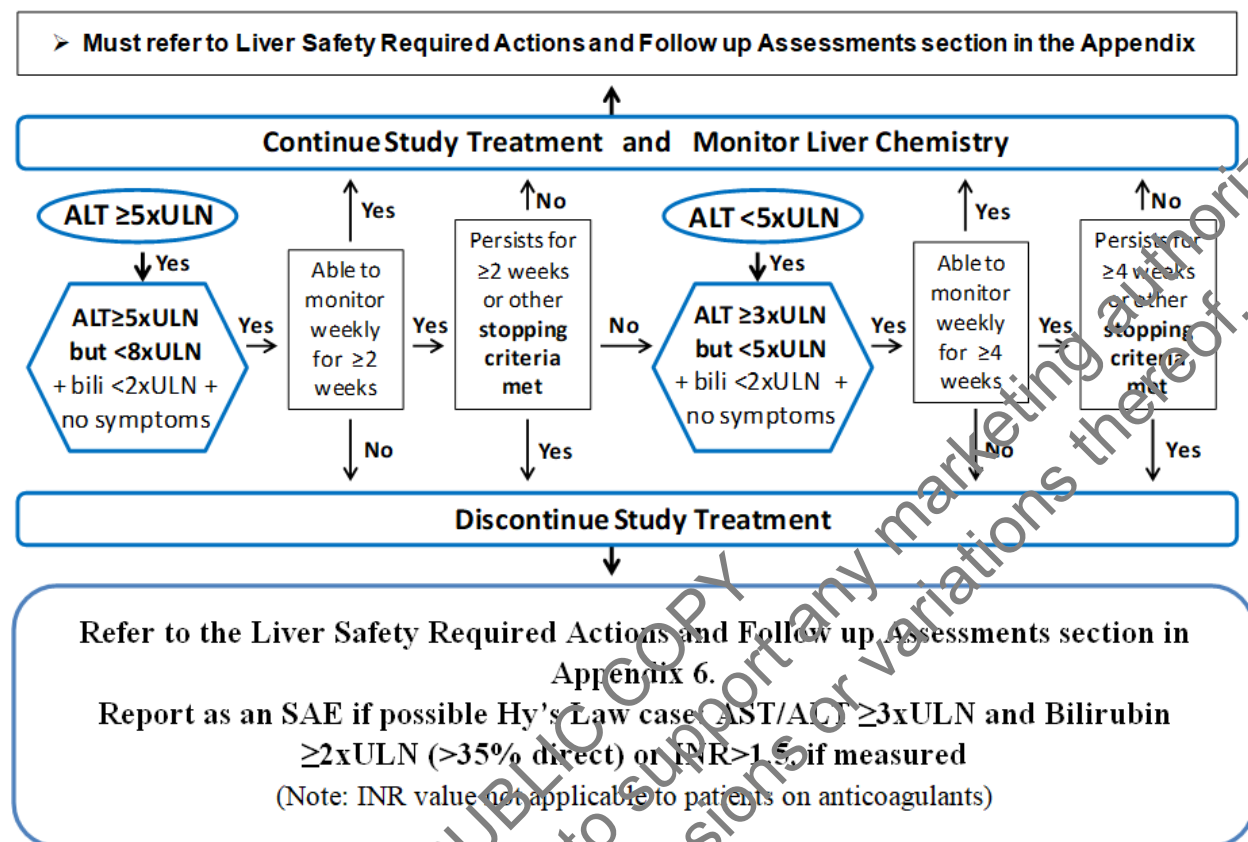 ➢ Must refer to Liver Safety Required Actions and Follow up Assessments section in the Appendix
Continue Study Treatment and Monitor Liver Chemistry
ALT ≥5xULN
Yes
ALT≥5xULN
but <8xULN
+ bili <2xULN +
no symptoms
Yes
Yes
Able to
monitor
weekly
for ≥2
weeks
No
Yes
No
Persists for
≥2 weeks
or other
stopping
criteria
met
Yes
No
ALT <5xULN
Yes
ALT ≥3xULN
but <5xULN
+ bili <2xULN +
no symptoms
Yes
Yes
Able to
monitor
weekly
for ≥4
weeks
No
Yes
No
Persists for
≥4 weeks
or other
stopping
criteria
met
Yes
Discontinue Study Treatment
Refer to the Liver Safety Required Actions and Follow up Assessments section in
Appendix 6.
Report as an SAE if possible Hy's Law case: AST/ALT ≥3xULN and Bilirubin
≥2xULN (>35% direct) or INR>1.5, if measured
(Note: INR value not applicable to patients on anticoagulants)
PUBLIC COPY
to support any marketing authoriz
sions or variations thereof.